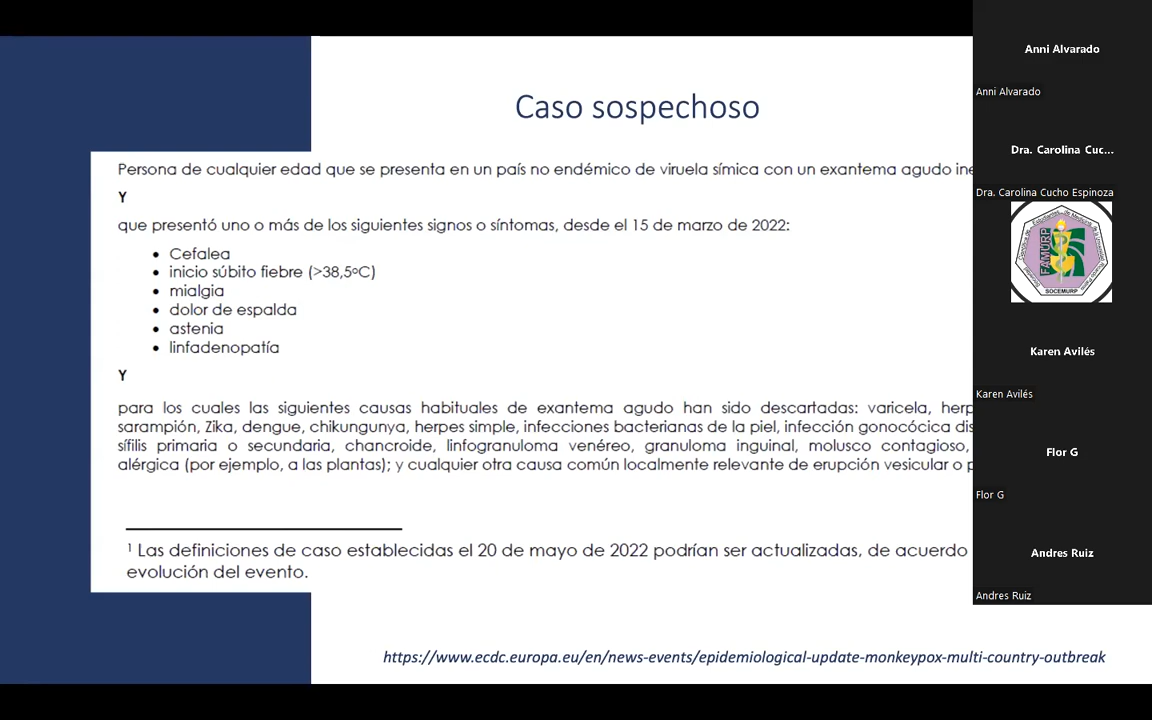 Caso sospechoso
Persona de cualquier edad que se presenta en un país no endémico de viruela símica con un exantema agudo
Y
que presentó uno o más de los siguientes signos o síntomas, desde el 15 de marzo de 2022:
• Cefalea
• inicio súbito fiebre (>38,5ºC)
• mialgia
• dolor de espalda
• astenia
• linfadenopatía
Y
para los cuales las siguientes causas habituales de exantema agudo han sido descartadas: varicela,
sarampión, Zika, dengue, chikungunya, herpes simple, infecciones bacterianas de la piel, infección gonocócica
sífilis primaria o secundaria, chancroide, linfogranuloma venéreo, granuloma inguinal, molusco contagioso,
alérgica (por ejemplo, a las plantas); y cualquier otra causa común localmente relevante de erupción vesicular o
¹ Las definiciones de caso establecidas el 20 de mayo de 2022 podrían ser actualizadas, de acuerdo
evolución del evento.
https://www.ecdc.europa.eu/en/news-events/epidemiological-update-monkeypox-multi-country-outbreak
Anni Alvarado
Anni Alvarado
Dra. Carolina Cuc...
Dra. Carolina Cucho Espinoza
FAMURP
SOCEMURP
Karen Avilés
Karen Avilés
Flor G
Flor G
Andres Ruiz
Andres Ruiz